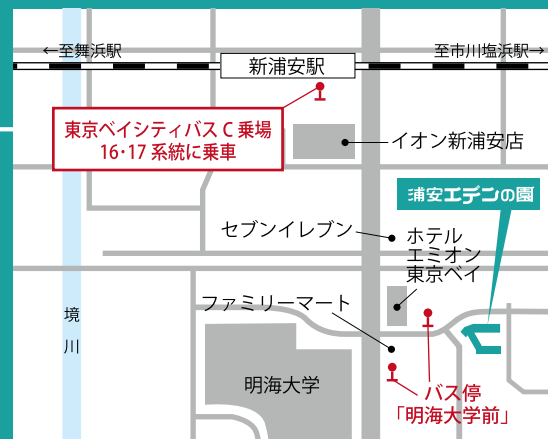 ←至舞浜駅
新浦安駅
至市川塩浜駅→
東京ベイシティバス C 乗場
16・17 系統に乗車
イオン新浦安店
浦安エデンの園
セブンイレブン
ホテル
エミオン
東京ベイ
ファミリーマート
境
川
明海大学
バス停
「明海大学前」